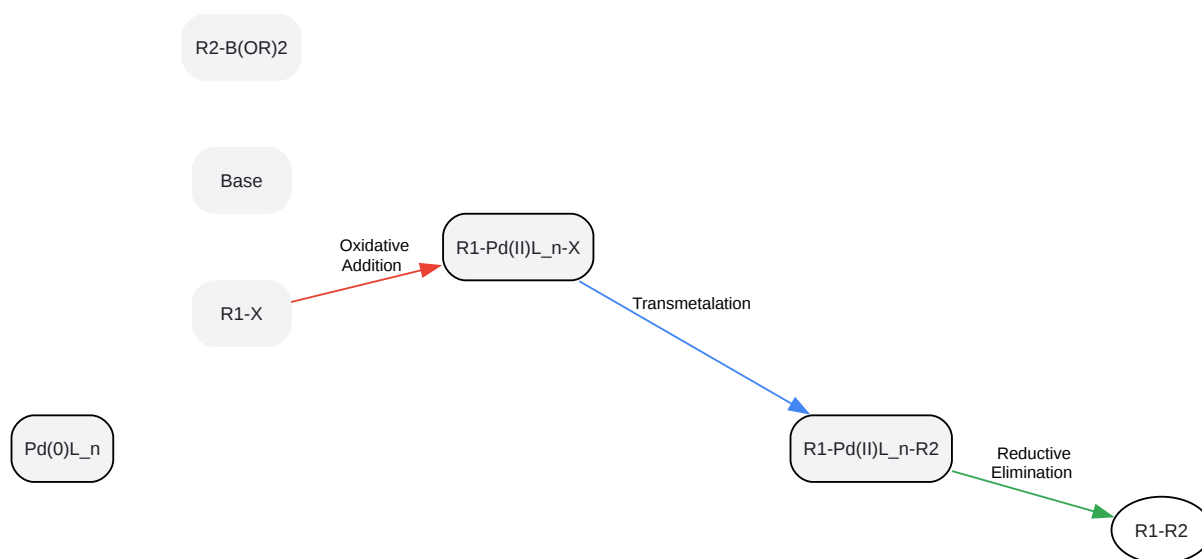 R2-B(OR)2
Base
Oxidative
Addition
R1-Pd(II)L_n-X
R1-X
Transmetalation
Pd(0)L_n
R1-Pd(II)L_n-R2
Reductive
Elimination
R1-R2